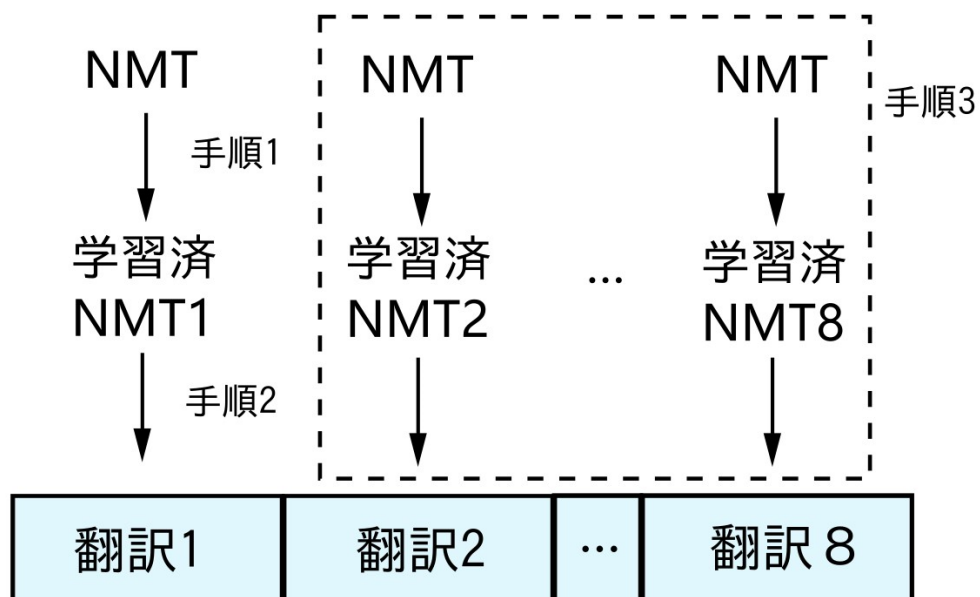 NMT
手順1
学習済
NMT1
手順2
NMT
NMT
手順3
学習済
NMT2
…
学習済
NMT8
翻訳1
翻訳2
…
翻訳８